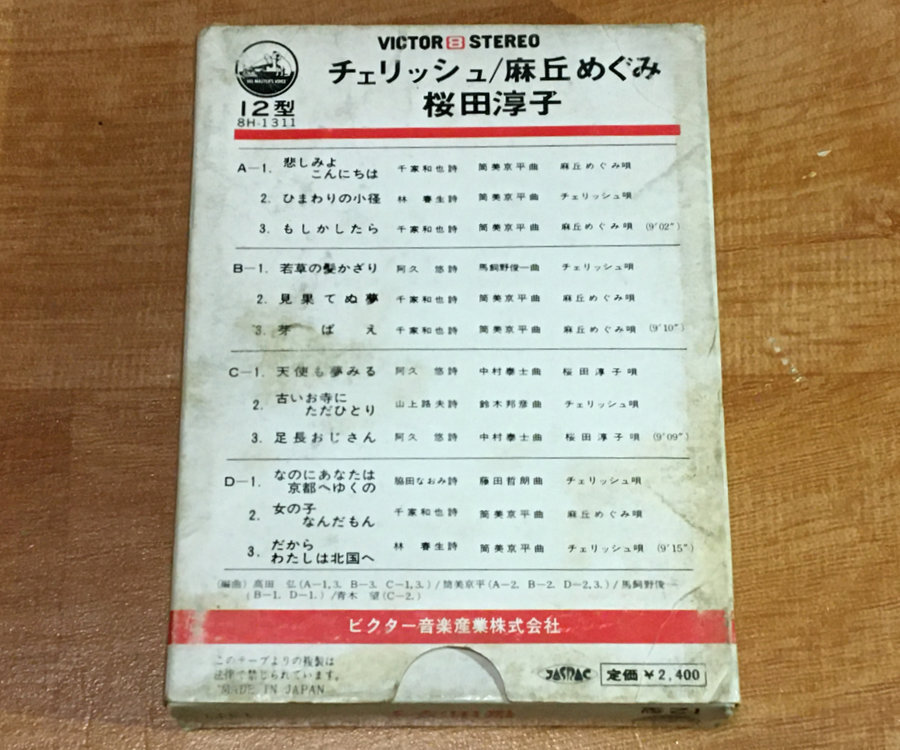 VICTOR 8 STEREO
チェリッシュ/麻丘めぐみ
桜田淳子
HIS MASTER'S VOICE
12型
8H-1311
A-1. 悲しみよ
こんにちは 千家和也詩 筒美京平曲 麻丘めぐみ唄
2. ひまわりの小径 林春生詩 筒美京平曲 チェリッシュ唄
3. もしかしたら 千家和也詩 筒美京平曲 麻丘めぐみ唄 (9'02")
B-1. 若草の髪かざり 阿久悠詩 馬飼野俊一曲 チェリッシュ唄
2. 見果てぬ夢 千家和也詩 筒美京平曲 麻丘めぐみ唄
3. 芽ばえ 千家和也詩 筒美京平曲 麻丘めぐみ唄 (9'10")
C-1. 天使も夢みる 阿久悠詩 中村泰士曲 桜田淳子唄
2. 古いお寺に
ただひとり 山上路夫詩 鈴木邦彦曲 チェリッシュ唄
3. 足長おじさん 阿久悠詩 中村泰士曲 桜田淳子唄 (9'09")
D-1. なのにあなたは
京都へゆくの 脇田なおみ詩 藤田哲朗曲 チェリッシュ唄
2. 女の子
なんだもん 千家和也詩 筒美京平曲 麻丘めぐみ唄
3. だから
わたしは北国へ 林春生詩 筒美京平曲 チェリッシュ唄 (9'15")
(編曲) 高田弘(A-1,3. B-3. C-1,3.)/筒美京平(A-2. B-2. D-2,3.)/馬飼野俊一
(B-1. D-1.)/青木望(C-2.)
ビクター音楽産業株式会社
このテープよりの複製は
法律で禁じられています。
MADE IN JAPAN
JASRAC
定価 ¥2,400